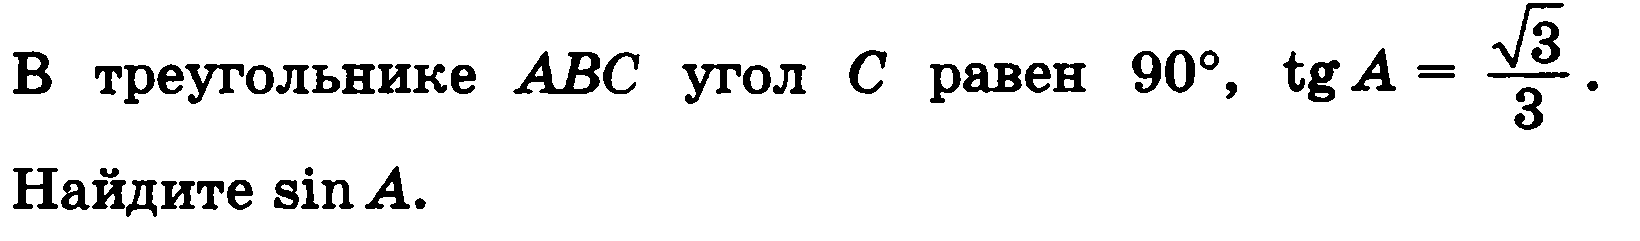 В треугольнике ABC угол C равен 90°, tg A = √3/3.
Найдите sin A.